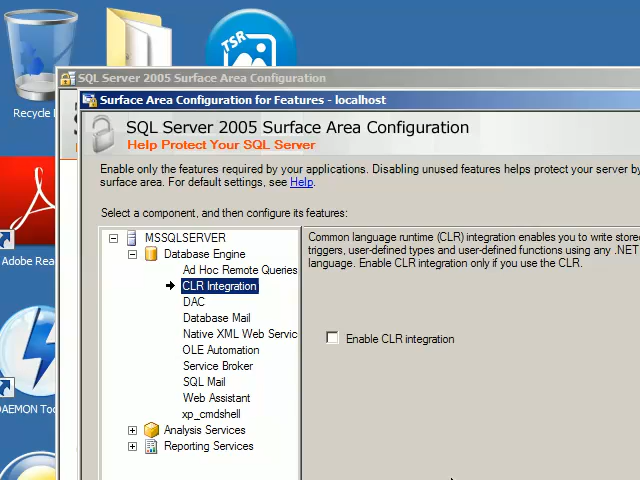 TSR
SQL Server 2005 Surface Area Configuration
Surface Area Configuration for Features - localhost
Recycle
SQL Server 2005 Surface Area Configuration
Help Protect Your SQL Server
Enable only the features required by your applications. Disabling unused features helps protect your server by
surface area. For default settings, see Help.
Select a component, and then configure its features:
MSSQLSERVER
Database Engine
Ad Hoc Remote Queries
CLR Integration
DAC
Database Mail
Native XML Web Servic
OLE Automation
Service Broker
SQL Mail
Web Assistant
xp_cmdshell
Analysis Services
Reporting Services
Common language runtime (CLR) integration enables you to write store
triggers, user-defined types and user-defined functions using any .NET
language. Enable CLR integration only if you use the CLR.
Enable CLR integration
Adobe Rea
DAEMON Too